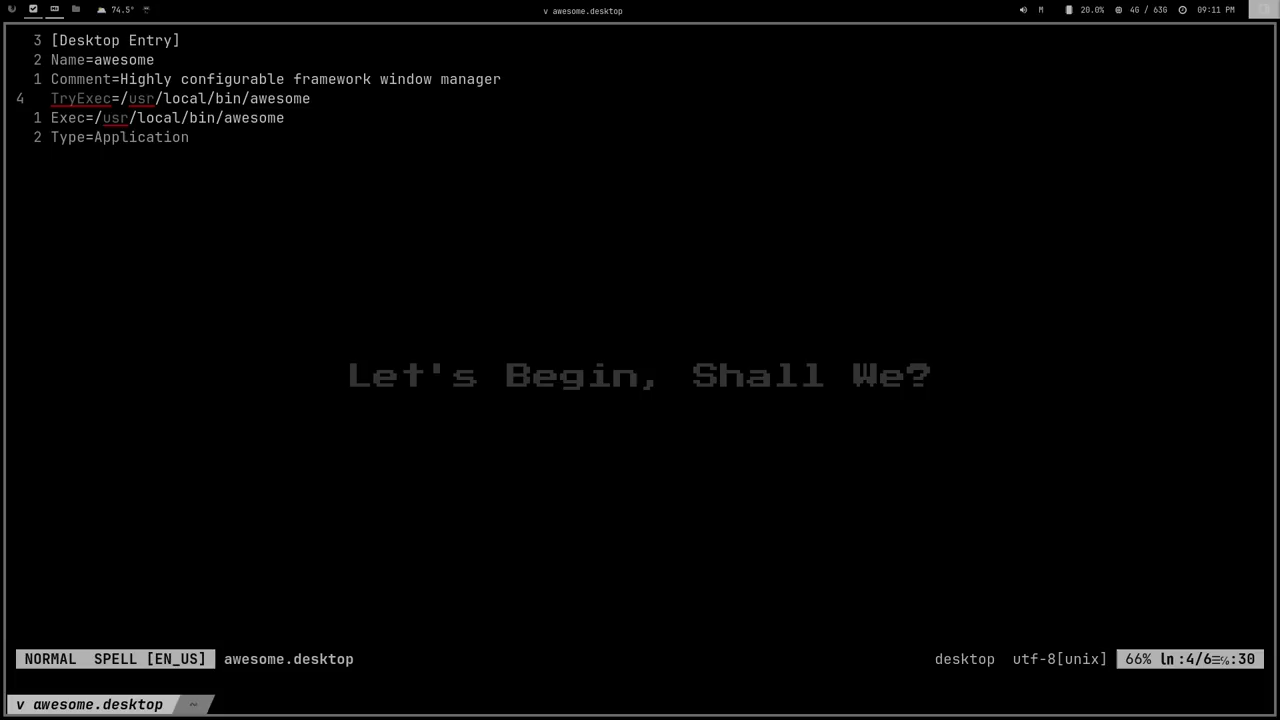 74.5°
v awesome.desktop
M
20.0%
4G / 63G
09:11 PM
3 [Desktop Entry]
2 Name=awesome
1 Comment=Highly configurable framework window manager
4 TryExec=/usr/local/bin/awesome
1 Exec=/usr/local/bin/awesome
2 Type=Application
Let's Begin, Shall We?
NORMAL SPELL [EN_US] awesome.desktop desktop utf-8[unix] 66% ln :4/6☰℅:30
v awesome.desktop ~